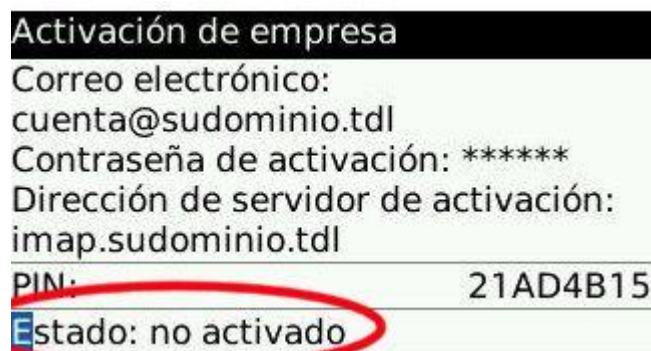 Activación de empresa
Correo electrónico:
cuenta@sudominio.tdl
Contraseña de activación: ******
Dirección de servidor de activación:
imap.sudominio.tdl
PIN: 21AD4B15
Estado: no activado